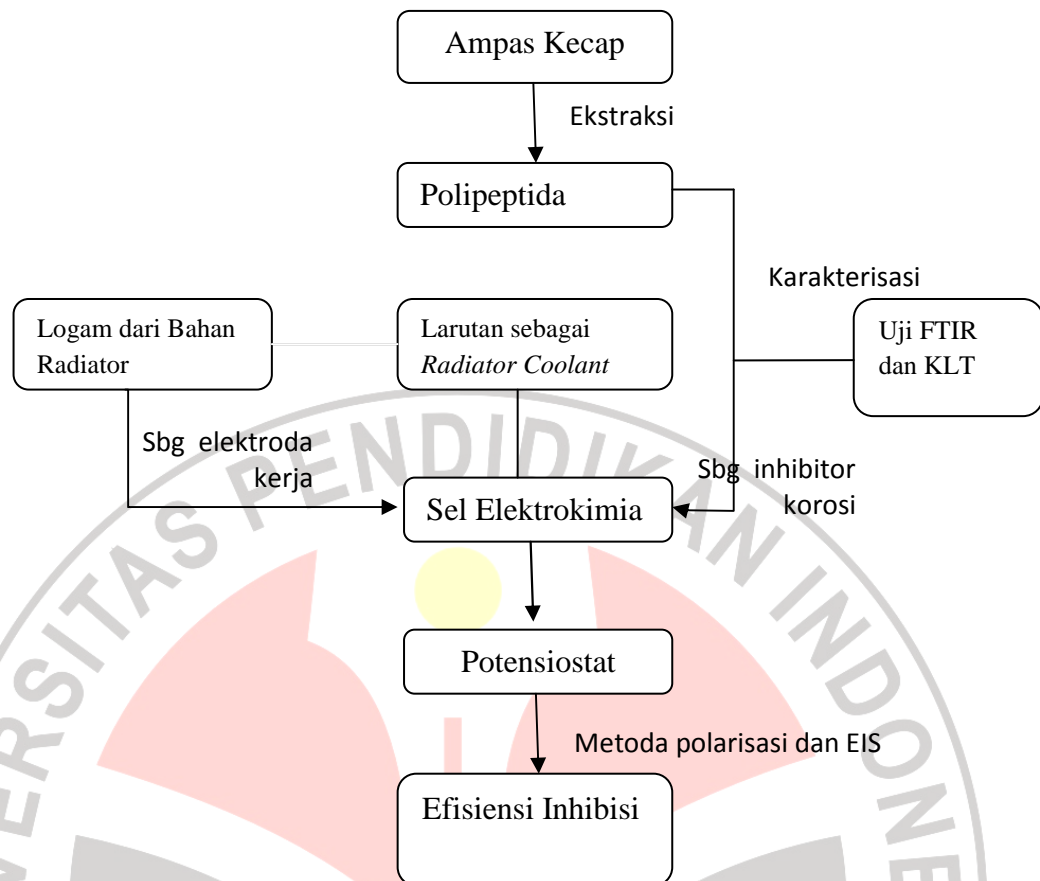 Ampas Kecap
Ekstraksi
Polipeptida
Karakterisasi
Logam dari Bahan
Radiator
Larutan sebagai
Radiator Coolant
Uji FTIR
dan KLT
Sbg elektroda
kerja
Sbg inhibitor
korosi
Sel Elektrokimia
Potensiostat
Metoda polarisasi dan EIS
Efisiensi Inhibisi
PENDIDIKAN